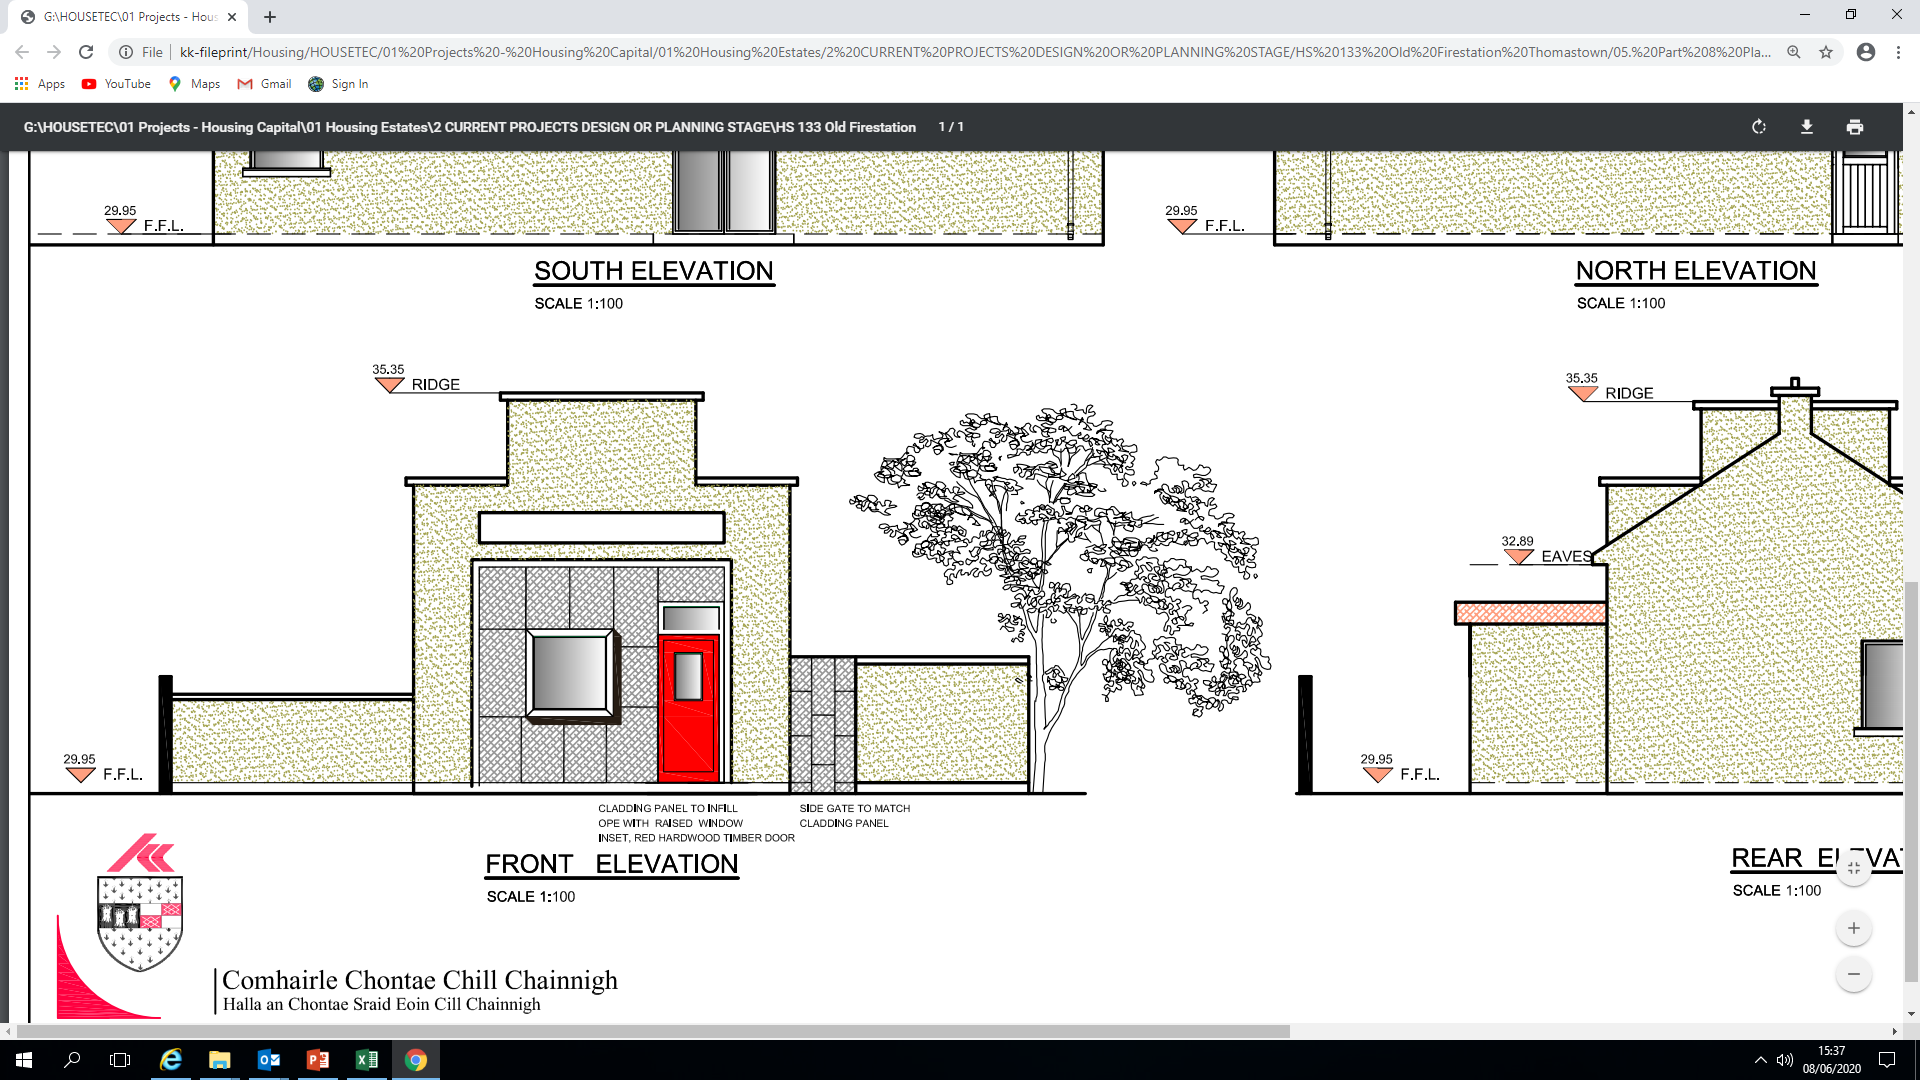 G:\HOUSETEC\01 Projects - Hous
File
kk-fileprint/Housing/HOUSETEC/01%20Projects%20-%20Housing%20Capital/01%20Housing%20Estates/2%20CURRENT%20PROJECTS%20DESIGN%20OR%20PLANNING%20STAGE/HS%20133%20Old%20Firestation%20Thomastown/05.%20Part%208%20Pla...
Apps
YouTube
Maps
Gmail
Sign In
G:\HOUSETEC\01 Projects - Housing Capital\01 Housing Estates\2 CURRENT PROJECTS DESIGN OR PLANNING STAGE\HS 133 Old Firestation
1 / 1
29.95
F.F.L.
29.95
F.F.L.
SOUTH ELEVATION
SCALE 1:100
NORTH ELEVATION
SCALE 1:100
35.35
RIDGE
35.35
RIDGE
32.89
EAVES
29.95
F.F.L.
29.95
F.F.L.
CLADDING PANEL TO INFILL
OPE WITH RAISED WINDOW
INSET, RED HARDWOOD TIMBER DOOR
SIDE GATE TO MATCH
CLADDING PANEL
FRONT ELEVATION
SCALE 1:100
REAR ELEVAT
SCALE 1:100
Comhairle Chontae Chill Chainnigh
Halla an Chontae Sraid Eoin Cill Chainnigh
15:37
08/06/2020